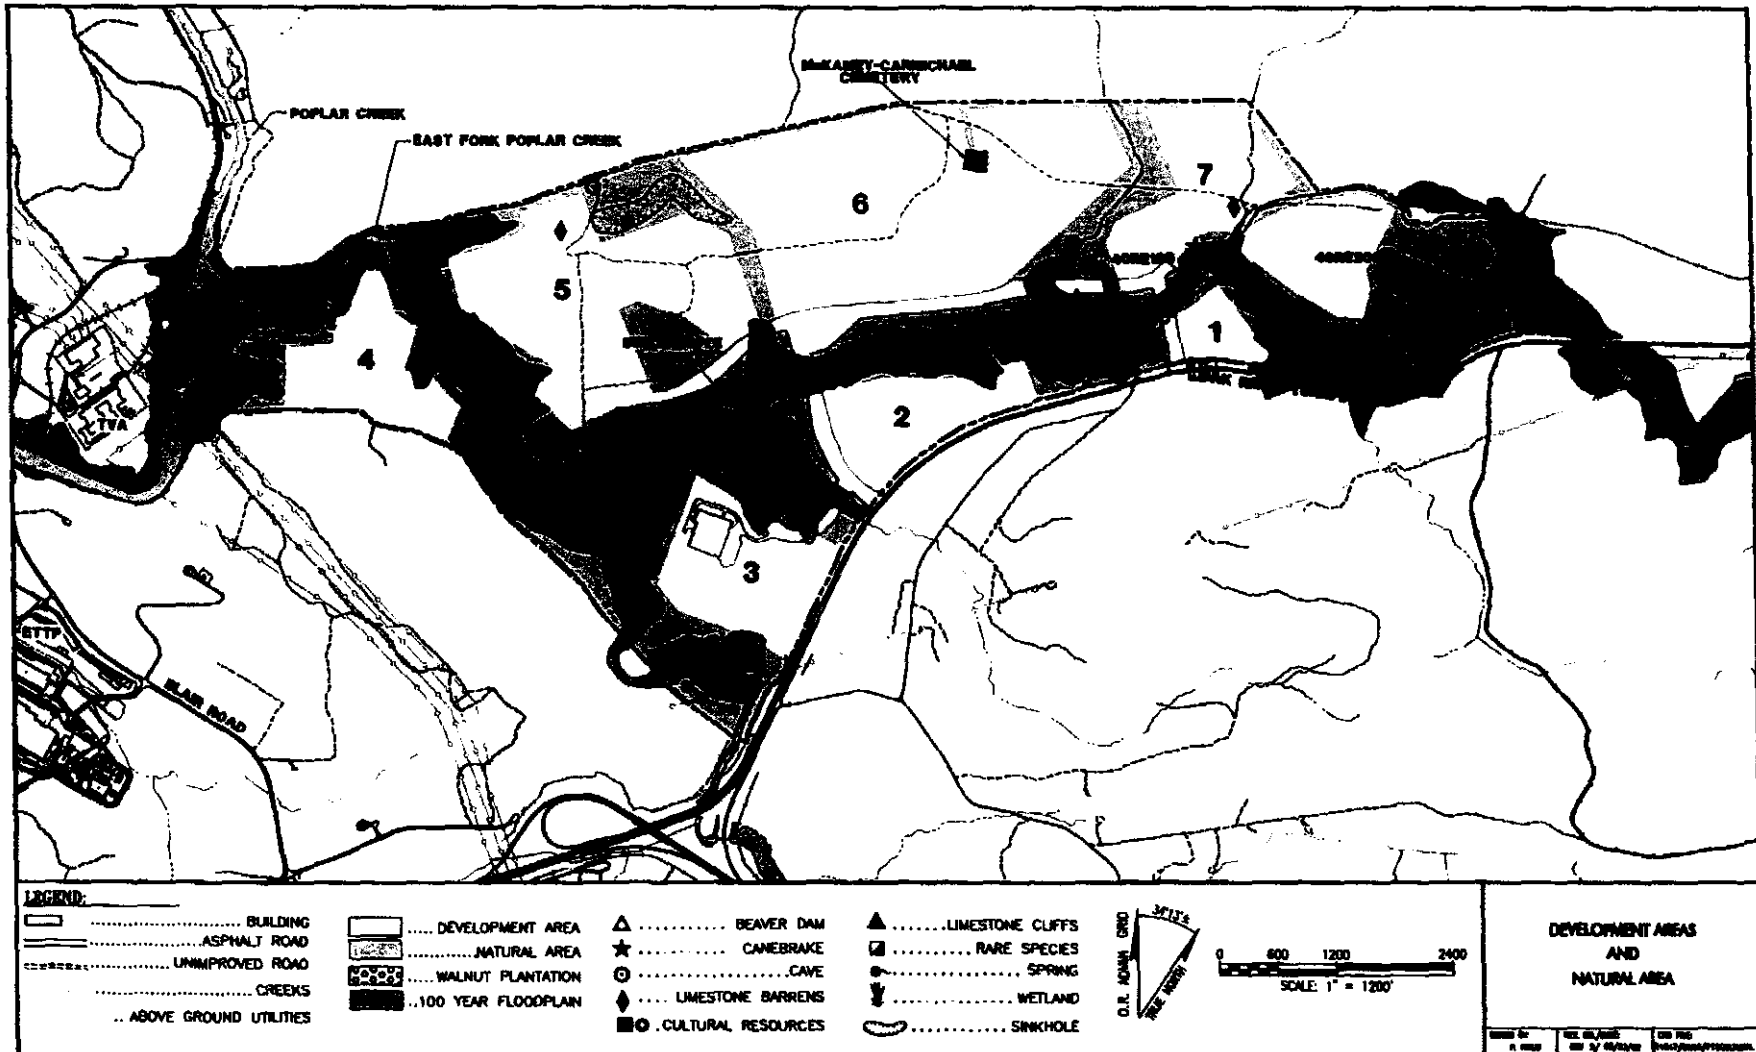 McKAMEY-CARMICHAEL
CEMETERY
POPLAR CREEK
EAST FORK POPLAR CREEK
7
6
5
4
1
2
3
TVA
ETTP
BLAIR ROAD
LEGEND:
BUILDING
ASPHALT ROAD
UNIMPROVED ROAD
CREEKS
ABOVE GROUND UTILITIES
DEVELOPMENT AREA
NATURAL AREA
WALNUT PLANTATION
100 YEAR FLOODPLAIN
BEAVER DAM
CANEBRAKE
CAVE
LIMESTONE BARRENS
CULTURAL RESOURCES
LIMESTONE CLIFFS
RARE SPECIES
SPRING
WETLAND
SINKHOLE
O.R. ADMIN GRID
TRUE NORTH
0 600 1200 2400
SCALE: 1" = 1200'
DEVELOPMENT AREAS
AND
NATURAL AREA